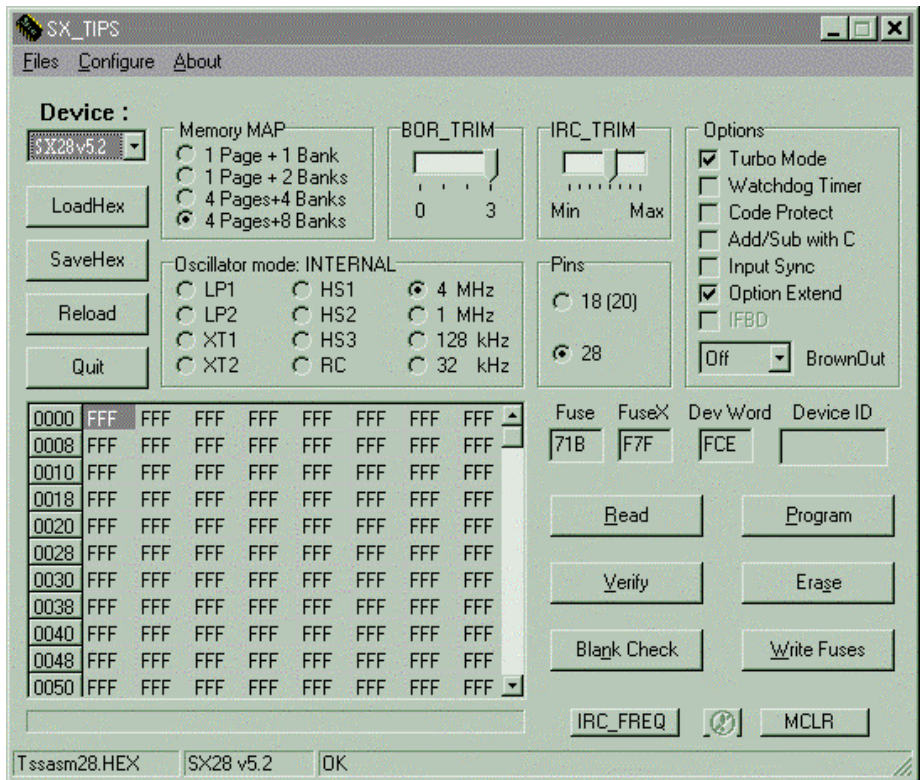 SX_TIPS
Files Configure About
Device :
SX28v5.2
LoadHex
SaveHex
Reload
Quit
Memory MAP
1 Page + 1 Bank
1 Page + 2 Banks
4 Pages+4 Banks
4 Pages+8 Banks
BOR_TRIM
0 3
IRC_TRIM
Min Max
Options
Turbo Mode
Watchdog Timer
Code Protect
Add/Sub with C
Input Sync
Option Extend
IFBD
Off BrownOut
Oscillator mode: INTERNAL
LP1 HS1 4 MHz
LP2 HS2 1 MHz
XT1 HS3 128 kHz
XT2 RC 32 kHz
Pins
18 (20)
28
0000 FFF FFF FFF FFF FFF FFF FFF FFF
0008 FFF FFF FFF FFF FFF FFF FFF FFF
0010 FFF FFF FFF FFF FFF FFF FFF FFF
0018 FFF FFF FFF FFF FFF FFF FFF FFF
0020 FFF FFF FFF FFF FFF FFF FFF FFF
0028 FFF FFF FFF FFF FFF FFF FFF FFF
0030 FFF FFF FFF FFF FFF FFF FFF FFF
0038 FFF FFF FFF FFF FFF FFF FFF FFF
0040 FFF FFF FFF FFF FFF FFF FFF FFF
0048 FFF FFF FFF FFF FFF FFF FFF FFF
0050 FFF FFF FFF FFF FFF FFF FFF FFF
Fuse FuseX Dev Word Device ID
71B F7F FCE
Read Program
Verify Erase
Blank Check Write Fuses
IRC_FREQ MCLR
Tssasm28.HEX SX28 v5.2 OK